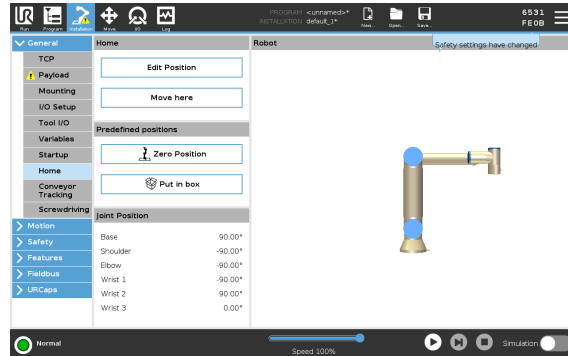 PROGRAM <unnamed>*
INSTALLATION default_1*
6531
FE0B
Run
Program
Installation
Move
I/O
Log
New...
Open...
Save...
Safety settings have changed
General
TCP
Payload
Mounting
I/O Setup
Tool I/O
Variables
Startup
Home
Conveyor
Tracking
Screwdriving
Motion
Safety
Features
Fieldbus
URCaps
Home
Edit Position
Move here
Predefined positions
Zero Position
Put in box
Joint Position
Base 90.00°
Shoulder -90.00°
Elbow -90.00°
Wrist 1 -90.00°
Wrist 2 90.00°
Wrist 3 0.00°
Robot
Normal
Speed 100%
Simulation